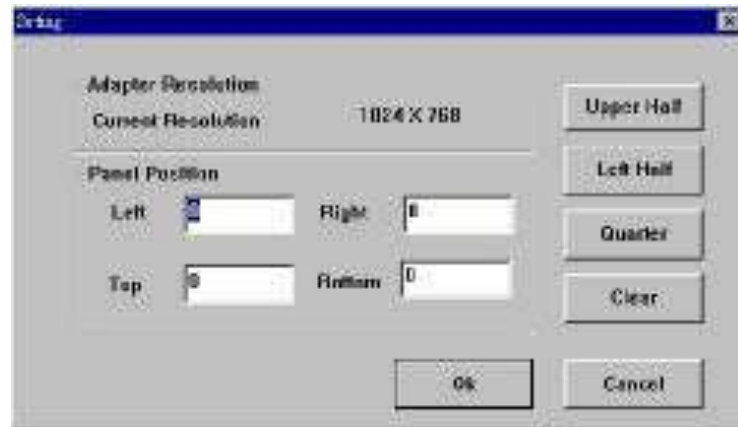 Setting
Adapter Resolution
Current Resolution 1024 X 768
Panel Position
Left 0 Right 0
Top 0 Bottom 0
Upper Half
Left Half
Quarter
Clear
Ok
Cancel